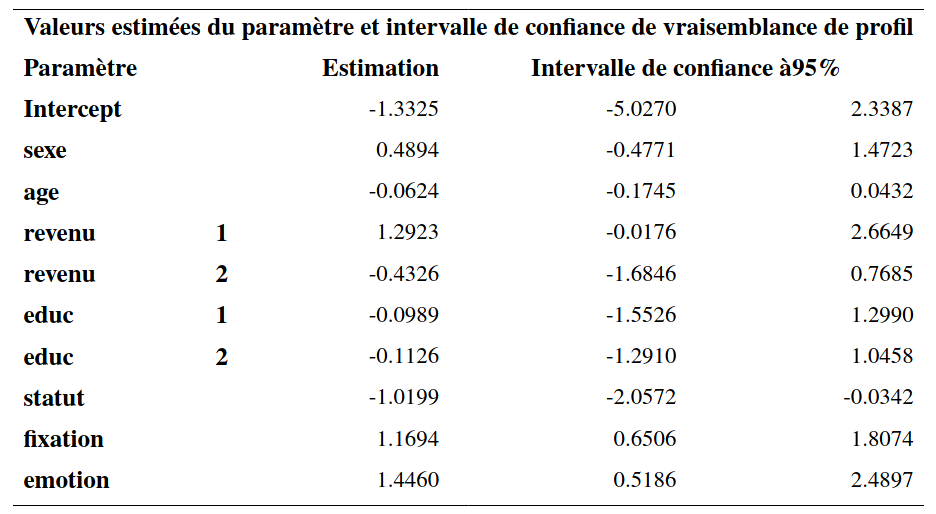 Valeurs estimées du paramètre et intervalle de confiance de vraisemblance de profil
Paramètre Estimation Intervalle de confiance à95%
Intercept -1.3325 -5.0270 2.3387
sexe 0.4894 -0.4771 1.4723
age -0.0624 -0.1745 0.0432
revenu 1 1.2923 -0.0176 2.6649
revenu 2 -0.4326 -1.6846 0.7685
educ 1 -0.0989 -1.5526 1.2990
educ 2 -0.1126 -1.2910 1.0458
statut -1.0199 -2.0572 -0.0342
fixation 1.1694 0.6506 1.8074
emotion 1.4460 0.5186 2.4897